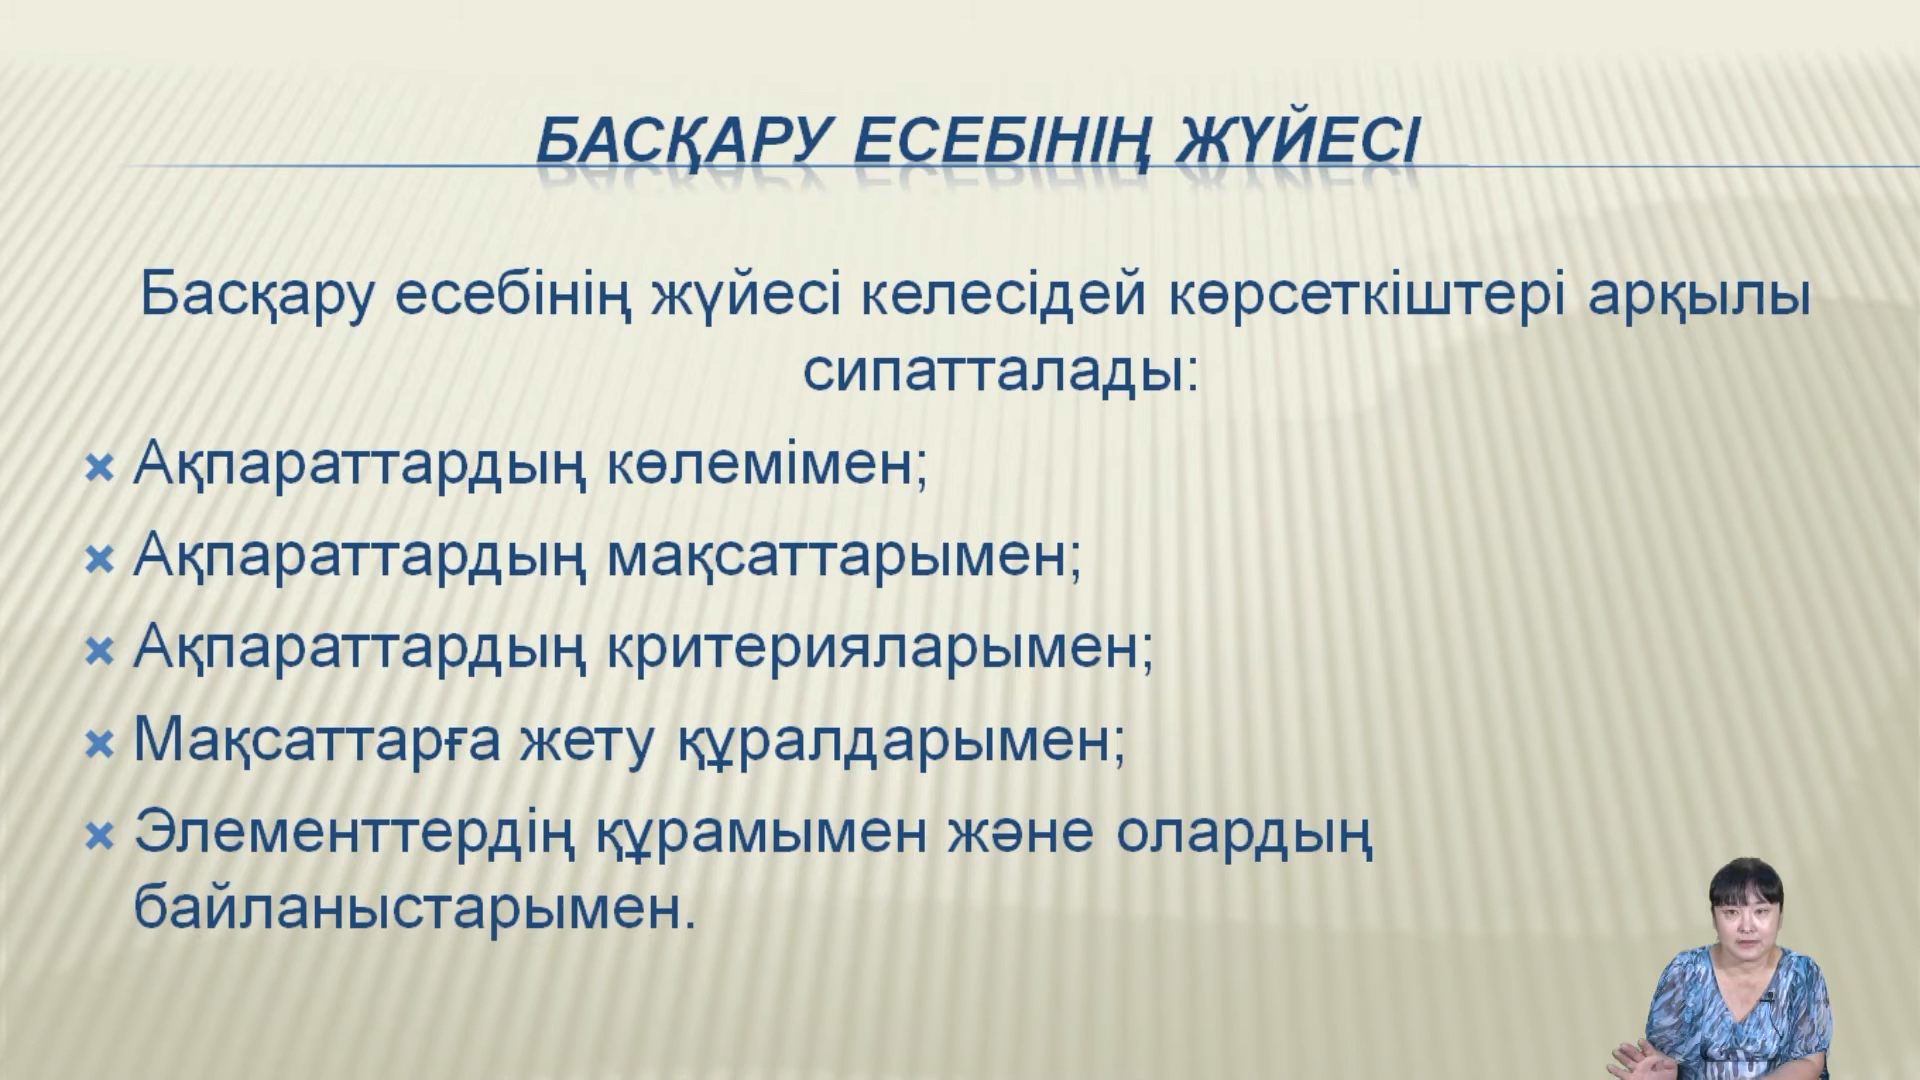 БАСҚАРУ ЕСЕБІНІҢ ЖҮЙЕСІ
Басқару есебінің жүйесі келесідей көрсеткіштері арқылы
сипатталады:
Ақпараттардың көлемімен;
Ақпараттардың мақсаттарымен;
Ақпараттардың критерияларымен;
Мақсаттарға жету құралдарымен;
Элементтердің құрамымен және олардың
байланыстарымен.